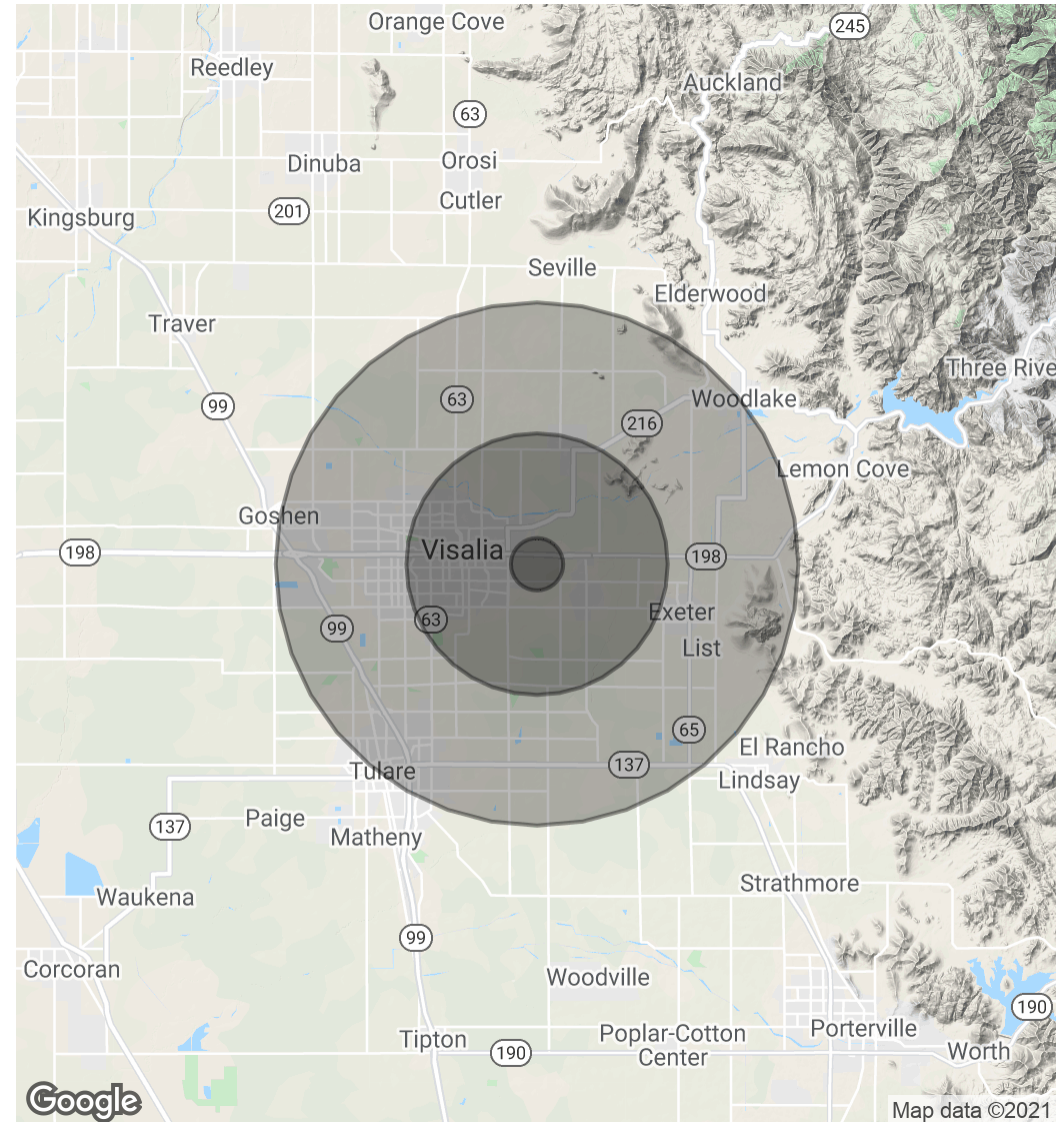 Orange Cove
245
Reedley
Auckland
63
Dinuba
Orosi
Cutler
201
Kingsburg
Seville
Elderwood
Traver
Three Rive
99
63
Woodlake
216
Lemon Cove
Goshen
198
Visalia
198
Exeter
63
99
List
65
El Rancho
137
Tulare
Lindsay
Paige
137
Matheny
Strathmore
Waukena
99
Corcoran
Woodville
190
Tipton
190
Poplar-Cotton
Center
Porterville
Worth
Google
Map data ©2021